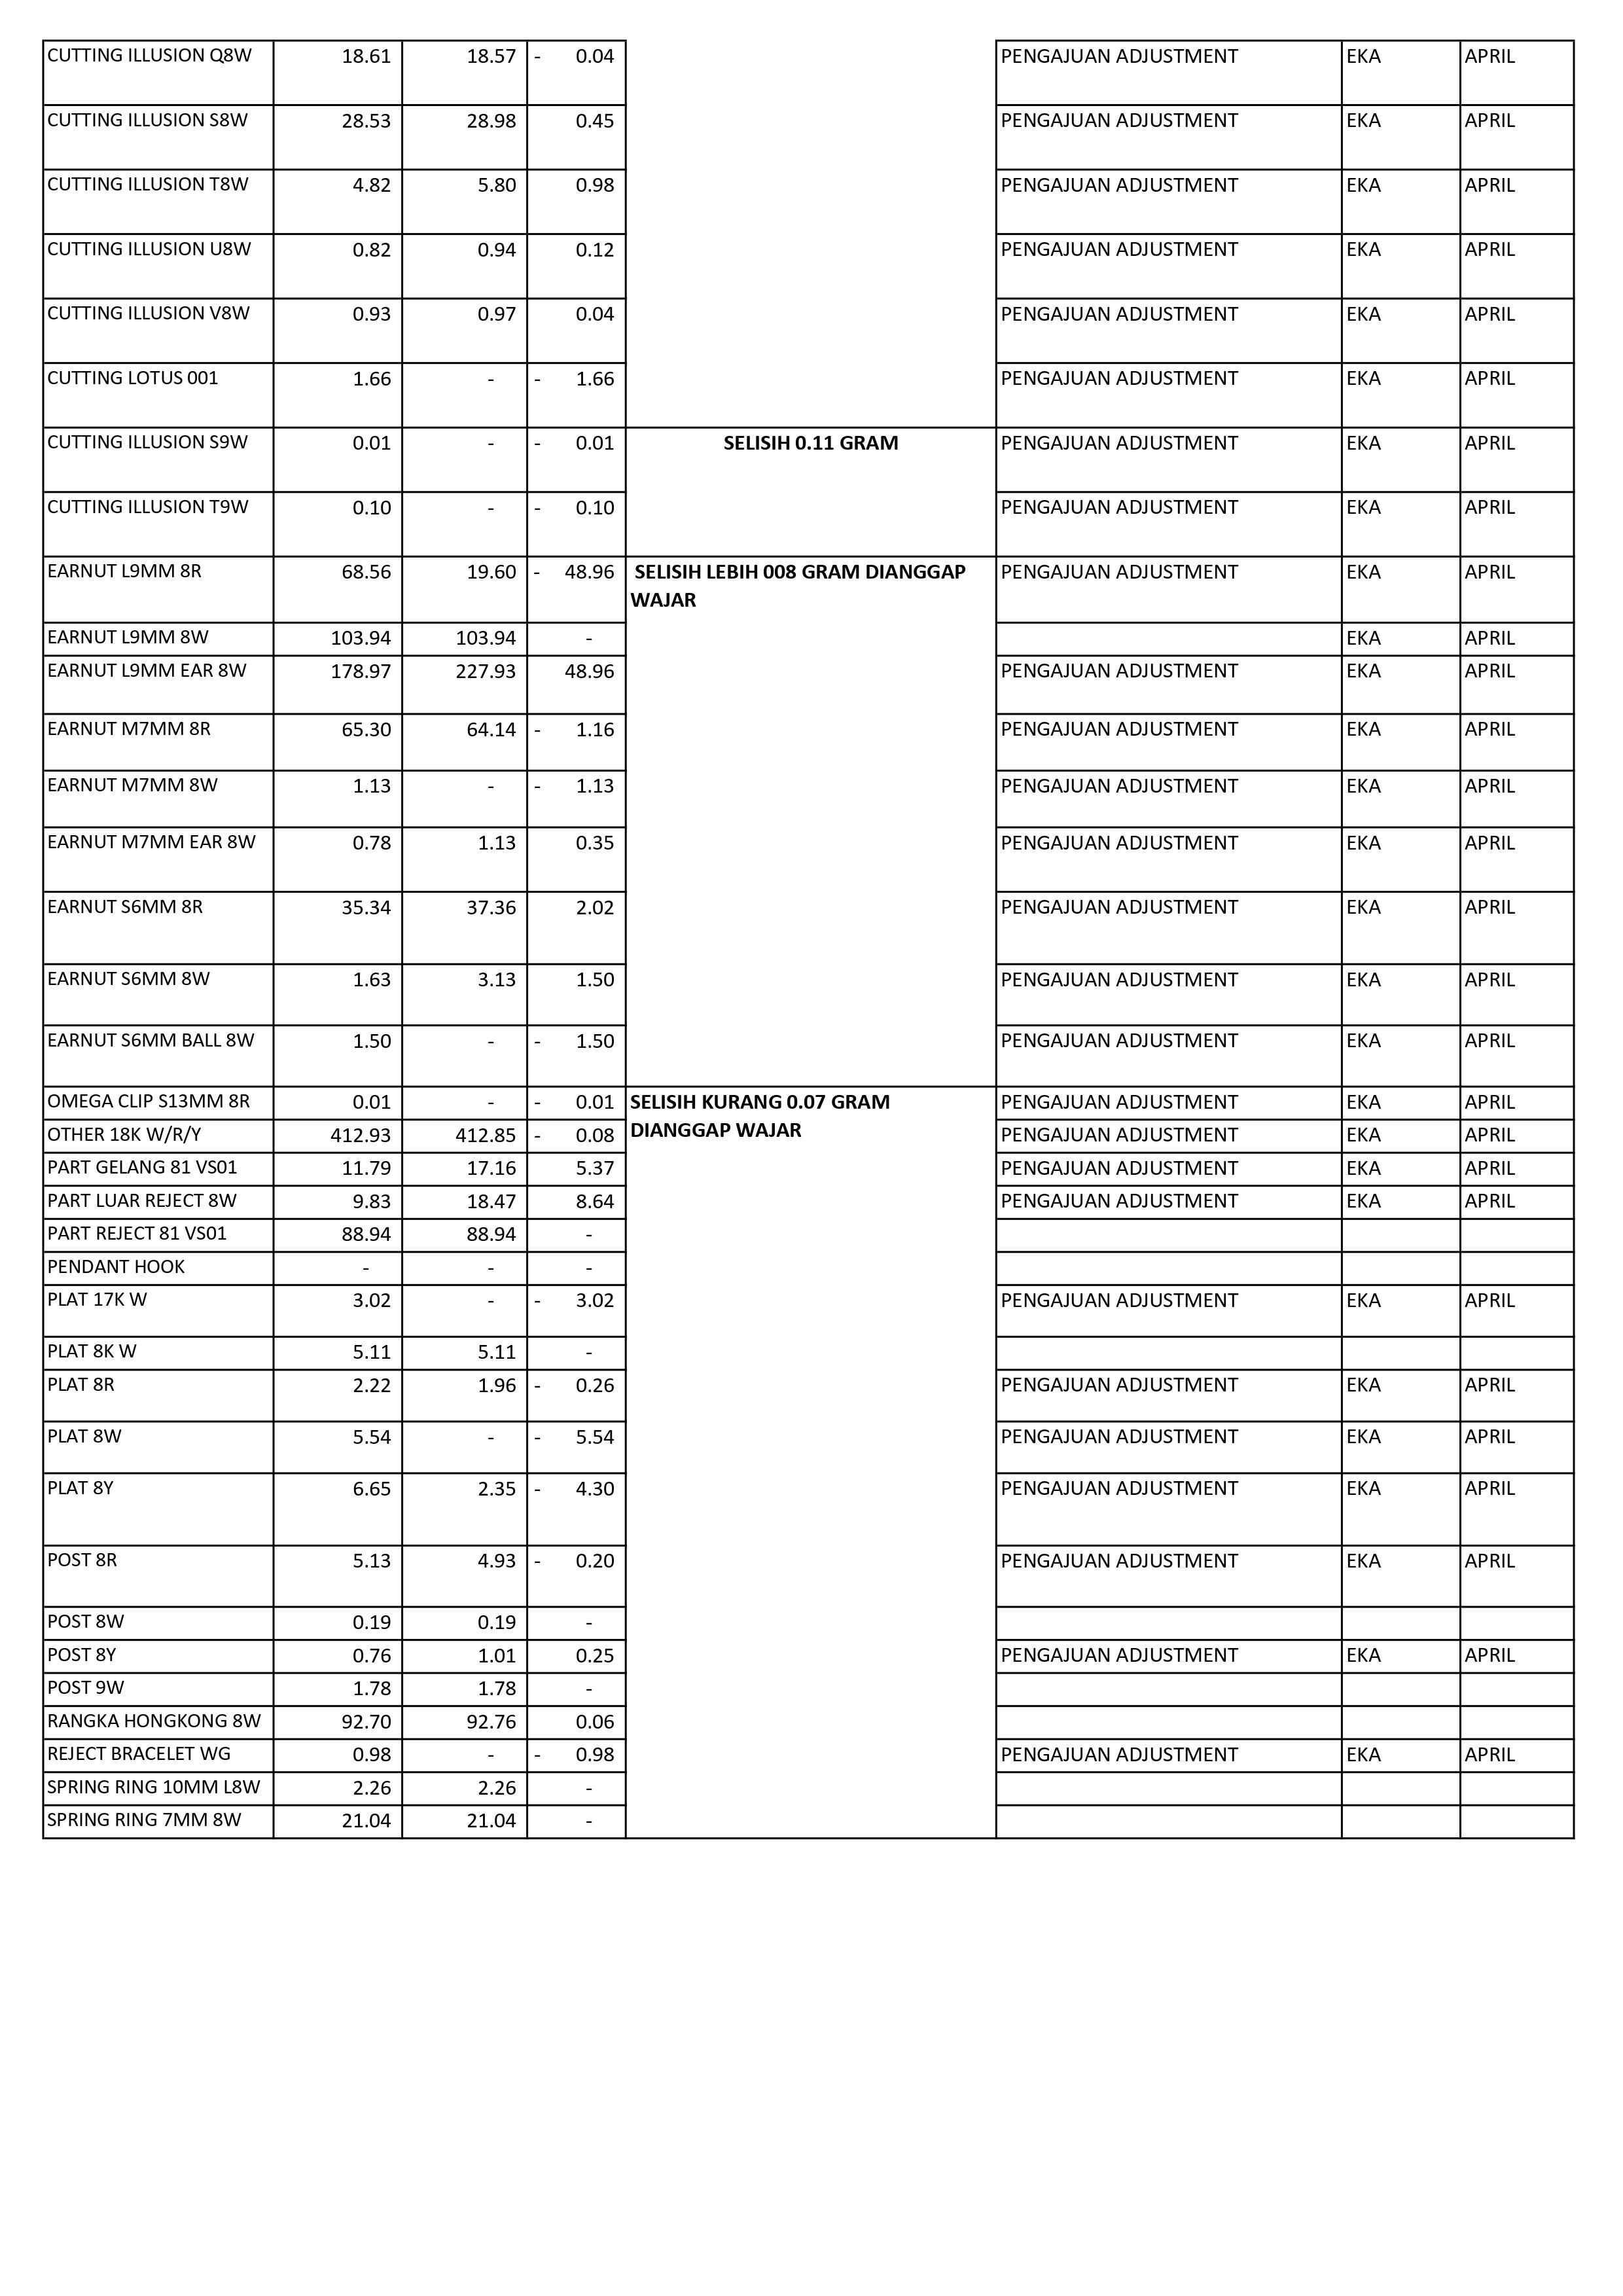 CUTTING ILLUSION Q8W 18.61 18.57 - 0.04 PENGAJUAN ADJUSTMENT EKA APRIL
CUTTING ILLUSION S8W 28.53 28.98 0.45 PENGAJUAN ADJUSTMENT EKA APRIL
CUTTING ILLUSION T8W 4.82 5.80 0.98 PENGAJUAN ADJUSTMENT EKA APRIL
CUTTING ILLUSION U8W 0.82 0.94 0.12 PENGAJUAN ADJUSTMENT EKA APRIL
CUTTING ILLUSION V8W 0.93 0.97 0.04 PENGAJUAN ADJUSTMENT EKA APRIL
CUTTING LOTUS 001 1.66 - - 1.66 PENGAJUAN ADJUSTMENT EKA APRIL
CUTTING ILLUSION S9W 0.01 - - 0.01 SELISIH 0.11 GRAM PENGAJUAN ADJUSTMENT EKA APRIL
CUTTING ILLUSION T9W 0.10 - - 0.10 PENGAJUAN ADJUSTMENT EKA APRIL
EARNUT L9MM 8R 68.56 19.60 - 48.96 SELISIH LEBIH 008 GRAM DIANGGAP PENGAJUAN ADJUSTMENT EKA APRIL
WAJAR
EARNUT L9MM 8W 103.94 103.94 - EKA APRIL
EARNUT L9MM EAR 8W 178.97 227.93 48.96 PENGAJUAN ADJUSTMENT EKA APRIL
EARNUT M7MM 8R 65.30 64.14 - 1.16 PENGAJUAN ADJUSTMENT EKA APRIL
EARNUT M7MM 8W 1.13 - - 1.13 PENGAJUAN ADJUSTMENT EKA APRIL
EARNUT M7MM EAR 8W 0.78 1.13 0.35 PENGAJUAN ADJUSTMENT EKA APRIL
EARNUT S6MM 8R 35.34 37.36 2.02 PENGAJUAN ADJUSTMENT EKA APRIL
EARNUT S6MM 8W 1.63 3.13 1.50 PENGAJUAN ADJUSTMENT EKA APRIL
EARNUT S6MM BALL 8W 1.50 - - 1.50 PENGAJUAN ADJUSTMENT EKA APRIL
OMEGA CLIP S13MM 8R 0.01 - - 0.01 SELISIH KURANG 0.07 GRAM PENGAJUAN ADJUSTMENT EKA APRIL
OTHER 18K W/R/Y 412.93 412.85 - 0.08 DIANGGAP WAJAR PENGAJUAN ADJUSTMENT EKA APRIL
PART GELANG 81 VS01 11.79 17.16 5.37 PENGAJUAN ADJUSTMENT EKA APRIL
PART LUAR REJECT 8W 9.83 18.47 8.64 PENGAJUAN ADJUSTMENT EKA APRIL
PART REJECT 81 VS01 88.94 88.94 -
PENDANT HOOK - - -
PLAT 17K W 3.02 - - 3.02 PENGAJUAN ADJUSTMENT EKA APRIL
PLAT 8K W 5.11 5.11 -
PLAT 8R 2.22 1.96 - 0.26 PENGAJUAN ADJUSTMENT EKA APRIL
PLAT 8W 5.54 - - 5.54 PENGAJUAN ADJUSTMENT EKA APRIL
PLAT 8Y 6.65 2.35 - 4.30 PENGAJUAN ADJUSTMENT EKA APRIL
POST 8R 5.13 4.93 - 0.20 PENGAJUAN ADJUSTMENT EKA APRIL
POST 8W 0.19 0.19 -
POST 8Y 0.76 1.01 0.25 PENGAJUAN ADJUSTMENT EKA APRIL
POST 9W 1.78 1.78 -
RANGKA HONGKONG 8W 92.70 92.76 0.06
REJECT BRACELET WG 0.98 - - 0.98 PENGAJUAN ADJUSTMENT EKA APRIL
SPRING RING 10MM L8W 2.26 2.26 -
SPRING RING 7MM 8W 21.04 21.04 -